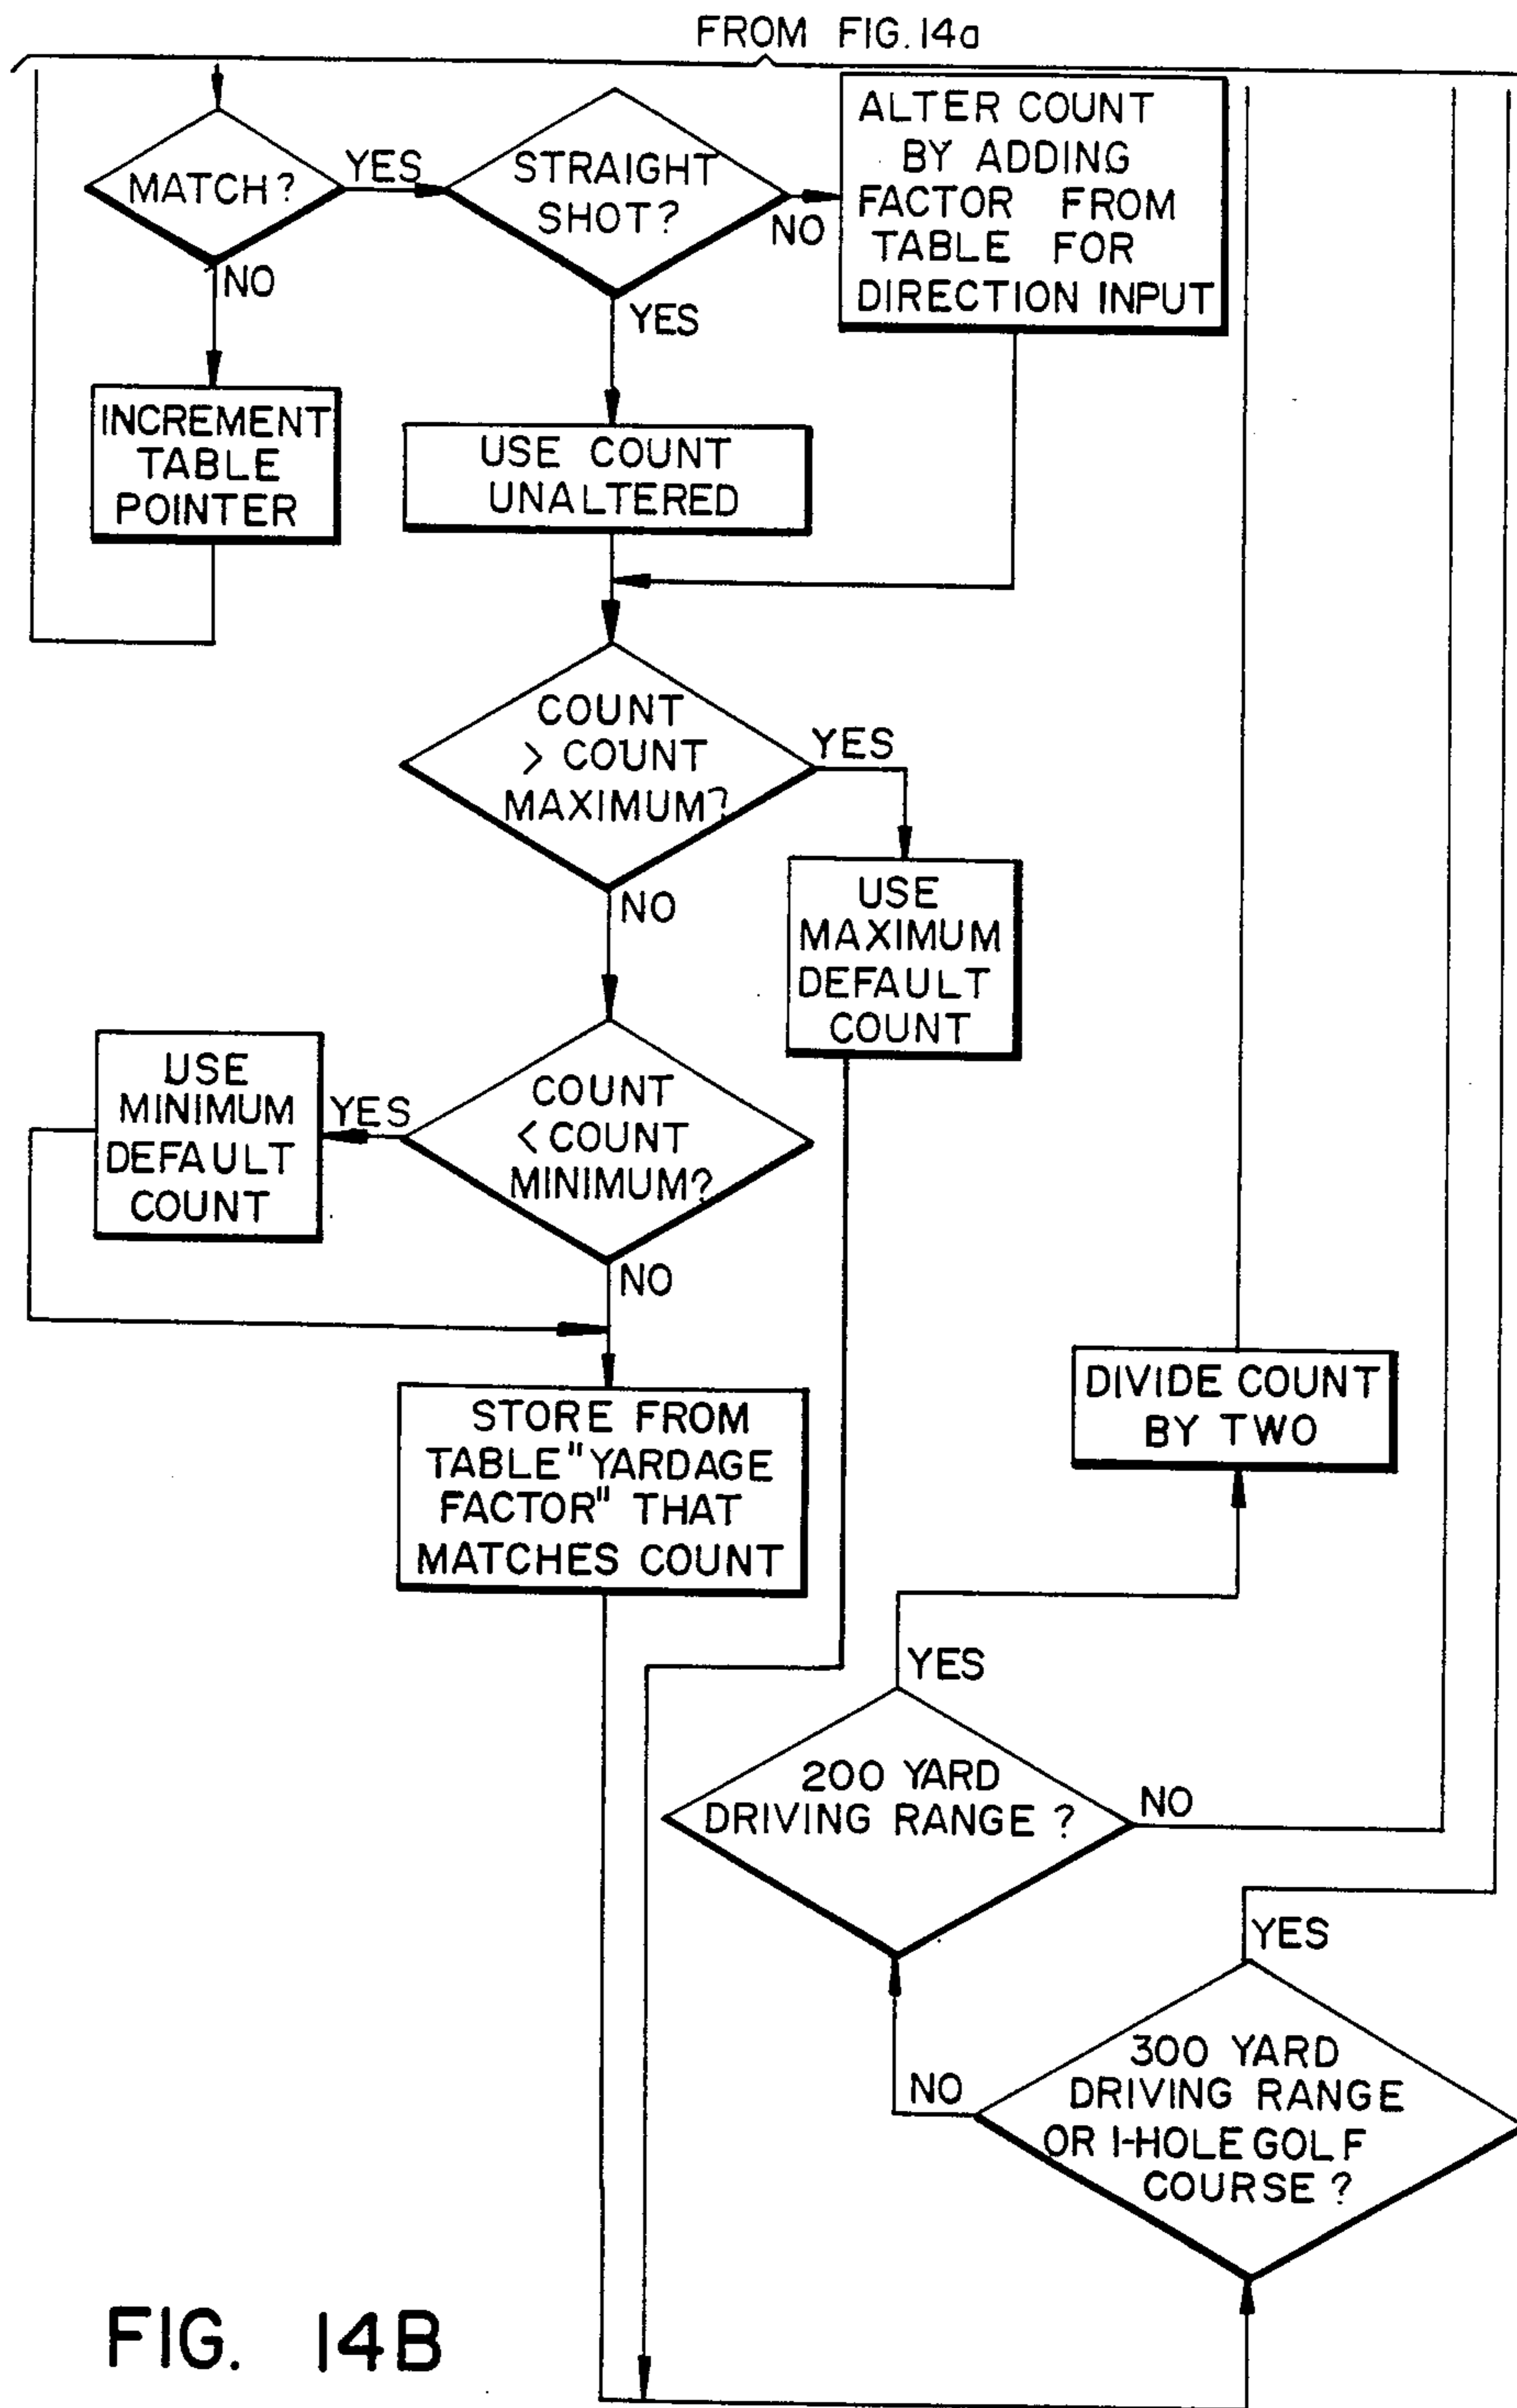 FROM FIG. 14a
MATCH?
YES
NO
STRAIGHT
SHOT?
NO
YES
ALTER COUNT
BY ADDING
FACTOR FROM
TABLE FOR
DIRECTION INPUT
INCREMENT
TABLE
POINTER
USE COUNT
UNALTERED
COUNT
> COUNT
MAXIMUM?
YES
NO
USE
MAXIMUM
DEFAULT
COUNT
USE
MINIMUM
DEFAULT
COUNT
YES
COUNT
< COUNT
MINIMUM?
NO
STORE FROM
TABLE "YARDAGE
FACTOR" THAT
MATCHES COUNT
DIVIDE COUNT
BY TWO
YES
200 YARD
DRIVING RANGE ?
NO
YES
300 YARD
DRIVING RANGE
OR 1-HOLE GOLF
COURSE ?
NO
FIG. 14B